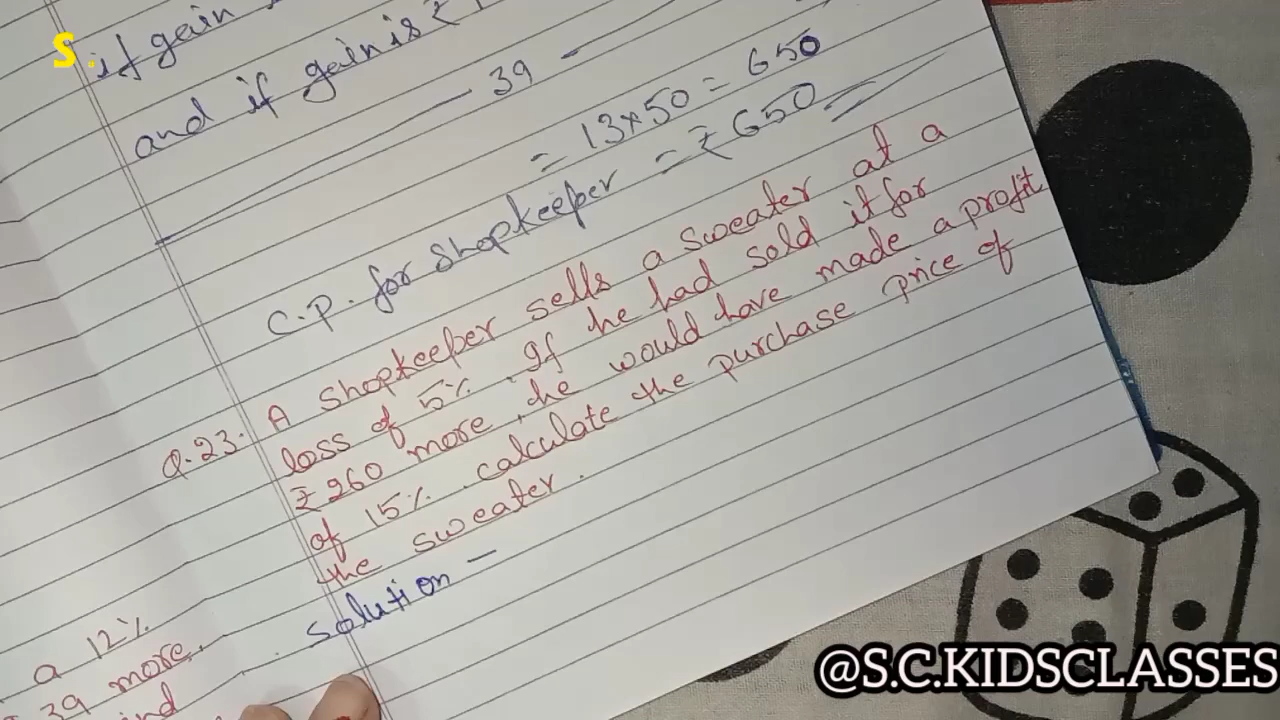 S.
if gain
and if gain is ₹
39 -
= 13×50 = 650
C.P. for shopkeeper = ₹650
Q.23. A shopkeeper sells a sweater at a
loss of 5%. If he had sold it for
₹260 more, he would have made a profit
of 15%. calculate the purchase price of
the sweater.
solution -
a 12%
39 more.
@S.C.KIDSCLASSES